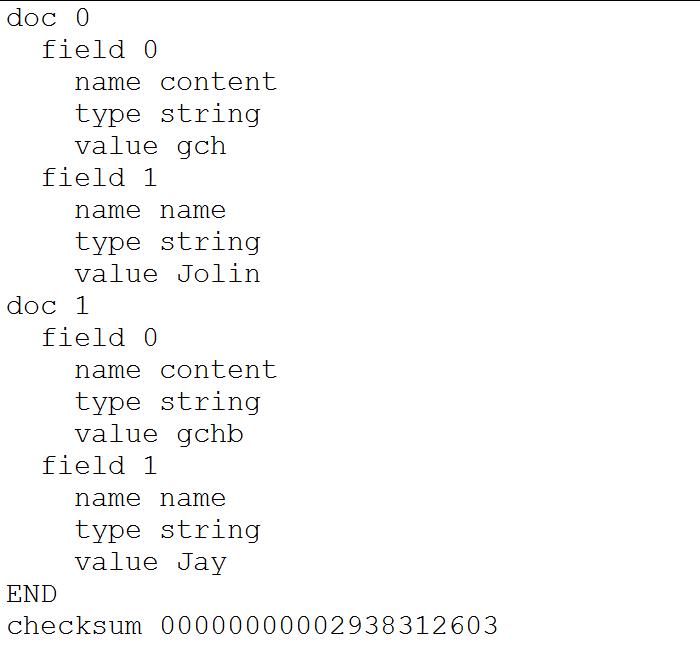 doc 0
  field 0
    name content
    type string
    value gch
  field 1
    name name
    type string
    value Jolin
doc 1
  field 0
    name content
    type string
    value gchb
  field 1
    name name
    type string
    value Jay
END
checksum 00000000002938312603